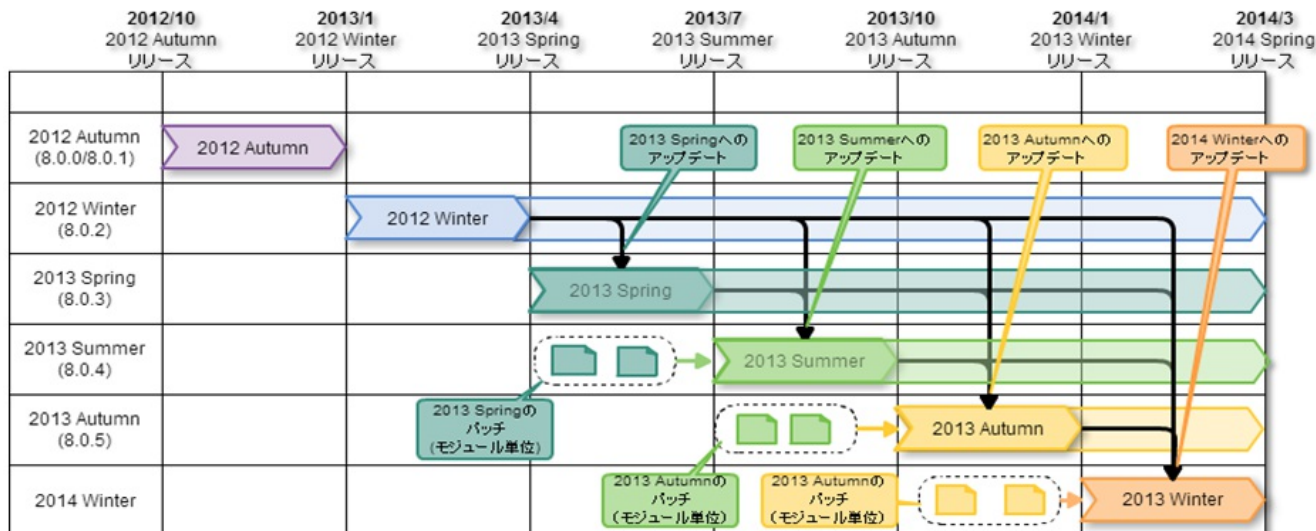 2012/10
2012 Autumn
リリース
2013/1
2012 Winter
リリース
2013/4
2013 Spring
リリース
2013/7
2013 Summer
リリース
2013/10
2013 Autumn
リリース
2014/1
2013 Winter
リリース
2014/3
2014 Spring
リリース
2012 Autumn
(8.0.0/8.0.1)
2012 Autumn
2013 Springへの
アップデート
2013 Summerへの
アップデート
2013 Autumnへの
アップデート
2014 Winterへの
アップデート
2012 Winter
(8.0.2)
2012 Winter
2013 Spring
(8.0.3)
2013 Spring
2013 Summer
(8.0.4)
2013 Summer
2013 Springの
パッチ
(モジュール単位)
2013 Autumn
(8.0.5)
2013 Autumn
2013 Autumnの
パッチ
(モジュール単位)
2013 Autumnの
パッチ
(モジュール単位)
2014 Winter
2013 Winter